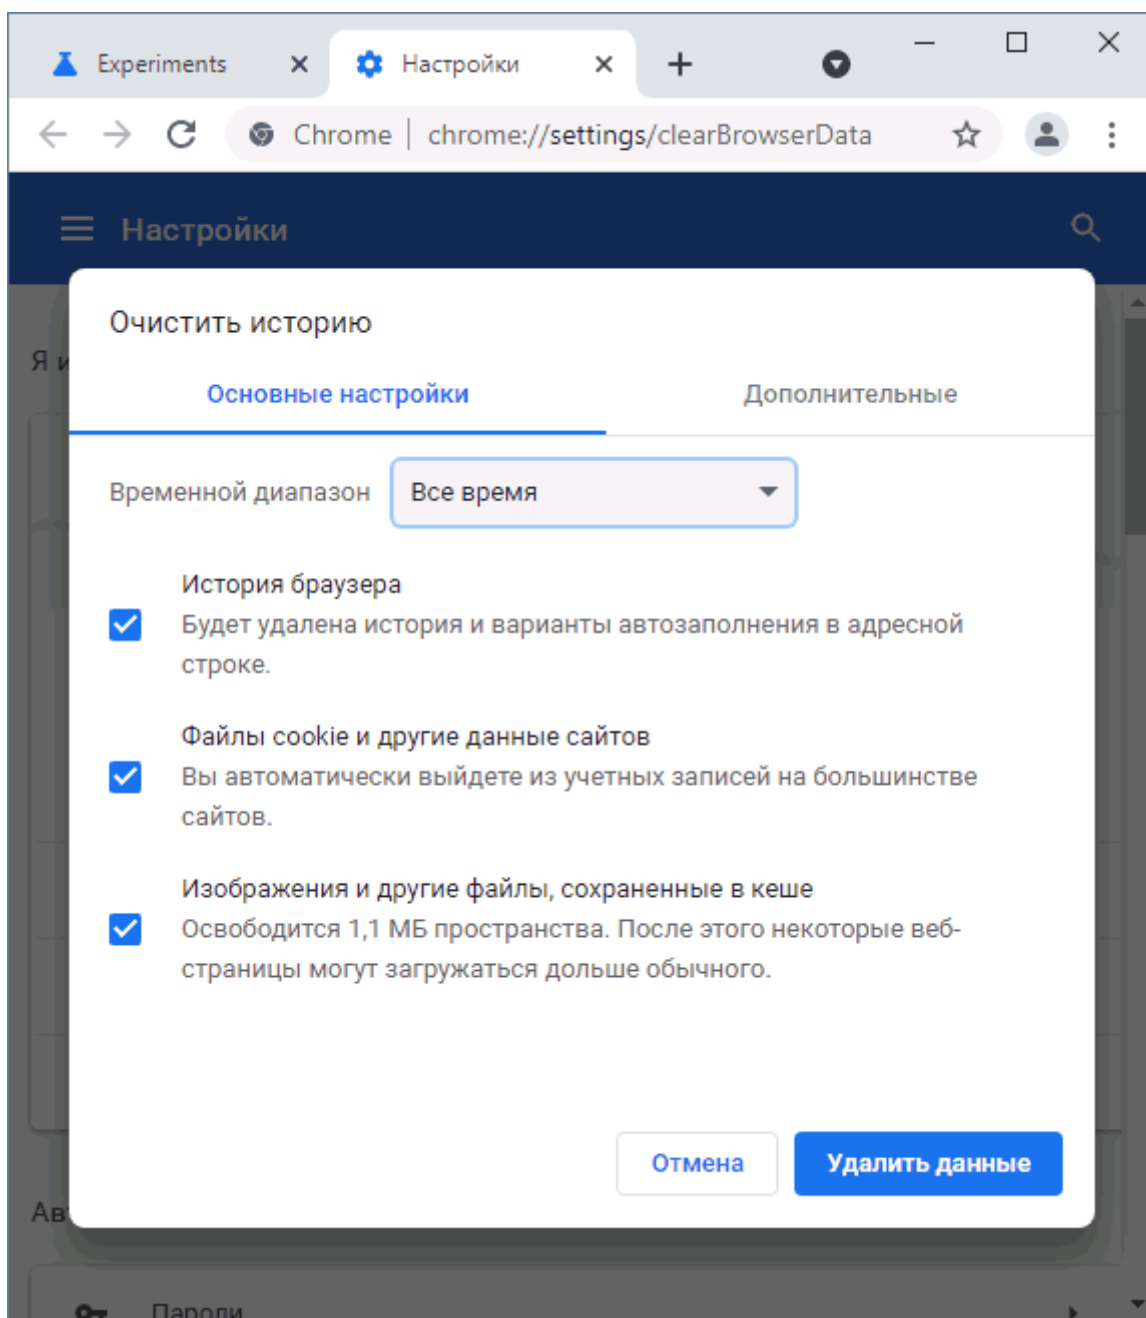 Experiments
Настройки
Chrome | chrome://settings/clearBrowserData
Настройки
Я и
Очистить историю
Основные настройки
Дополнительные
Временной диапазон
Все время
История браузера
Будет удалена история и варианты автозаполнения в адресной
строке.
Файлы cookie и другие данные сайтов
Вы автоматически выйдете из учетных записей на большинстве
сайтов.
Изображения и другие файлы, сохраненные в кеше
Освободится 1,1 МБ пространства. После этого некоторые веб-
страницы могут загружаться дольше обычного.
Отмена
Удалить данные
Ав
Пароли